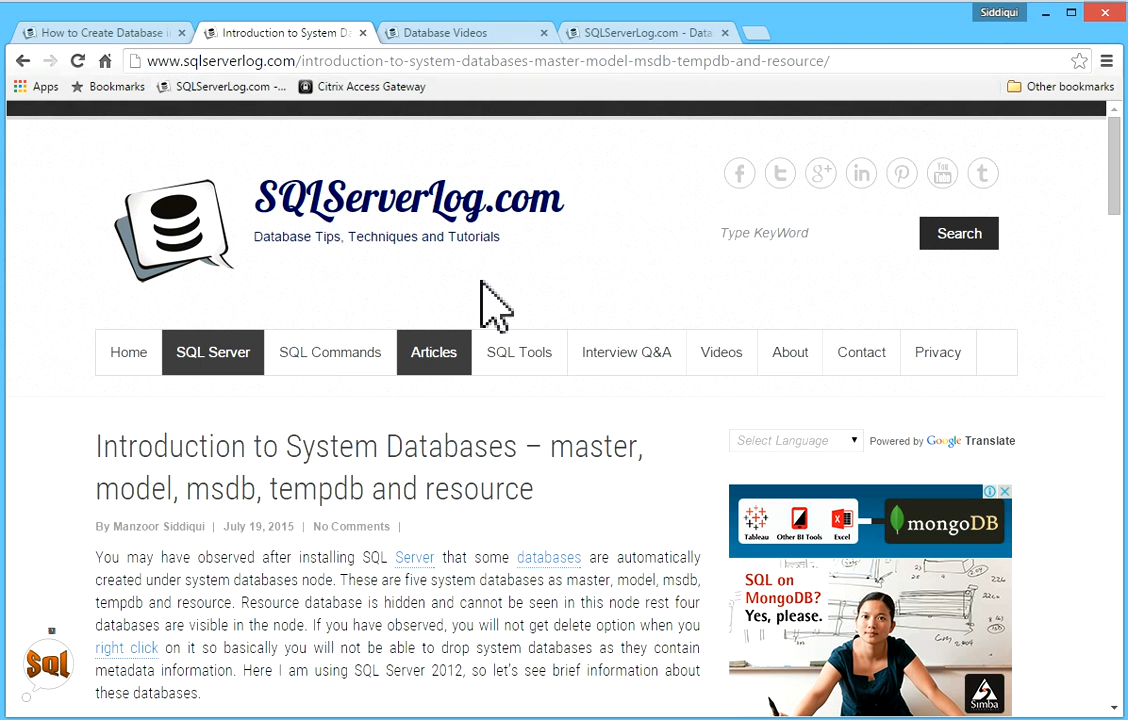 Siddiqui
How to Create Database i
Introduction to System Da
Database Videos
SQLServerLog.com - Data
www.sqlserverlog.com/introduction-to-system-databases-master-model-msdb-tempdb-and-resource/
Apps
Bookmarks
SQLServerLog.com -...
Citrix Access Gateway
Other bookmarks
SQLServerLog.com
Database Tips, Techniques and Tutorials
Type KeyWord
Search
Home
SQL Server
SQL Commands
Articles
SQL Tools
Interview Q&A
Videos
About
Contact
Privacy
Introduction to System Databases – master,
model, msdb, tempdb and resource
By Manzoor Siddiqui | July 19, 2015 | No Comments |
You may have observed after installing SQL Server that some databases are automatically
created under system databases node. These are five system databases as master, model, msdb,
tempdb and resource. Resource database is hidden and cannot be seen in this node rest four
databases are visible in the node. If you have observed, you will not get delete option when you
right click on it so basically you will not be able to drop system databases as they contain
metadata information. Here I am using SQL Server 2012, so let's see brief information about
these databases.
Select Language
Powered by Google Translate
Tableau
Other BI Tools
Excel
mongoDB
SQL on
MongoDB?
Yes, please.
Simba
Sql